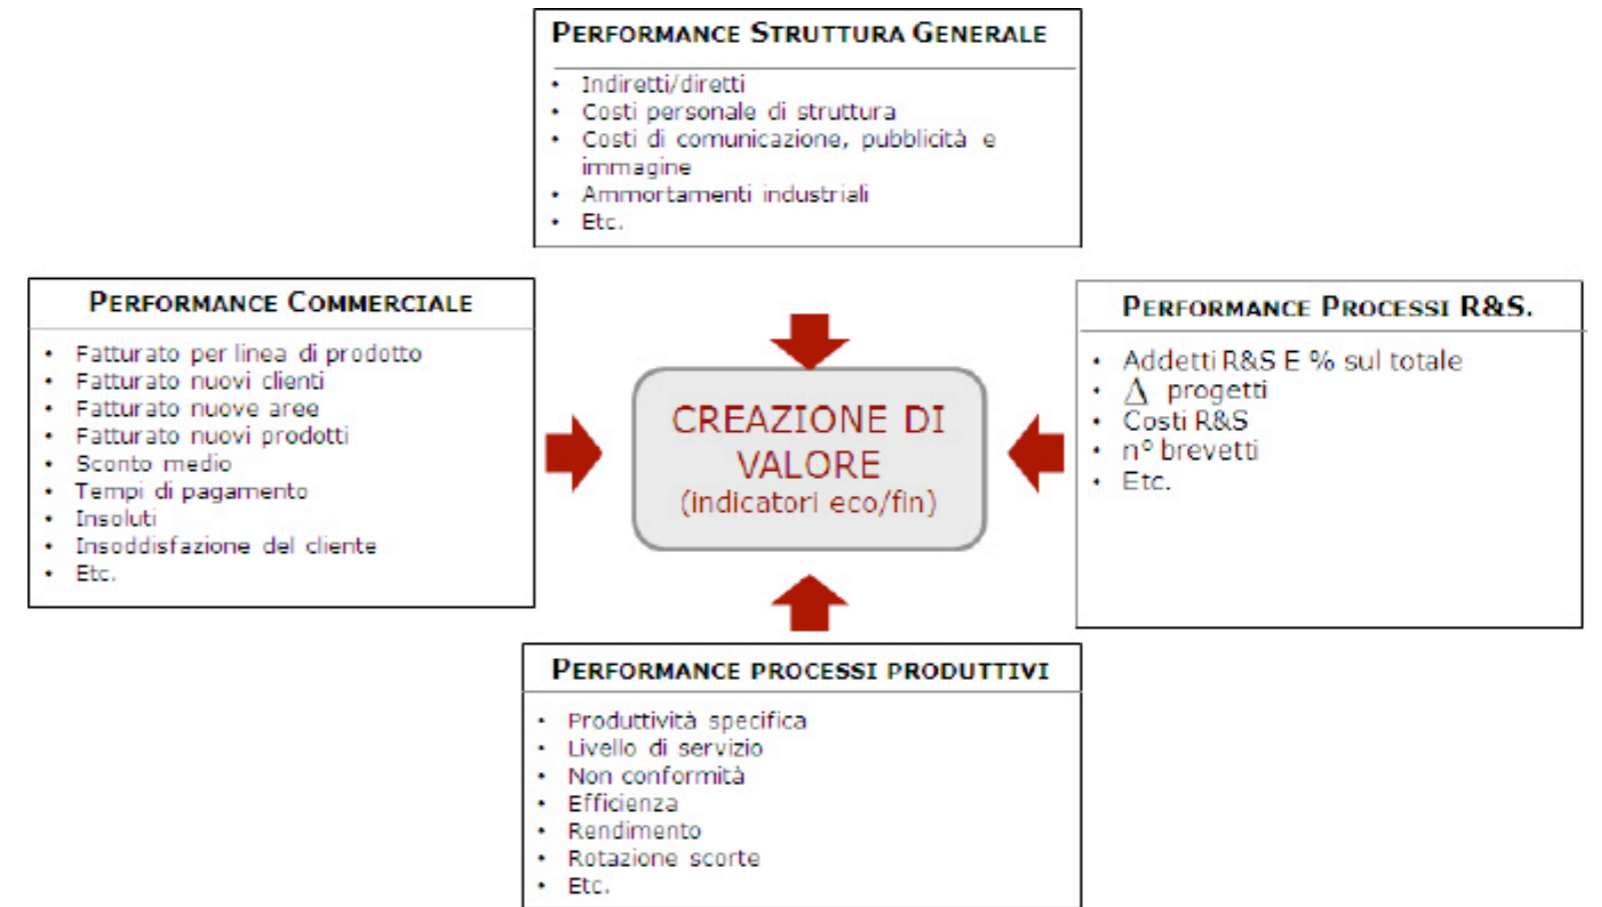 PERFORMANCE STRUTTURA GENERALE
• Indiretti/diretti
• Costi personale di struttura
• Costi di comunicazione, pubblicità e
immagine
• Ammortamenti industriali
• Etc.
PERFORMANCE COMMERCIALE
• Fatturato per linea di prodotto
• Fatturato nuovi clienti
• Fatturato nuove aree
• Fatturato nuovi prodotti
• Sconto medio
• Tempi di pagamento
• Insoluti
• Insoddisfazione del cliente
• Etc.
CREAZIONE DI
VALORE
(indicatori eco/fin)
PERFORMANCE PROCESSI R&S.
• Addetti R&S E % sul totale
• Δ progetti
• Costi R&S
• n° brevetti
• Etc.
PERFORMANCE PROCESSI PRODUTTIVI
• Produttività specifica
• Livello di servizio
• Non conformità
• Efficienza
• Rendimento
• Rotazione scorte
• Etc.